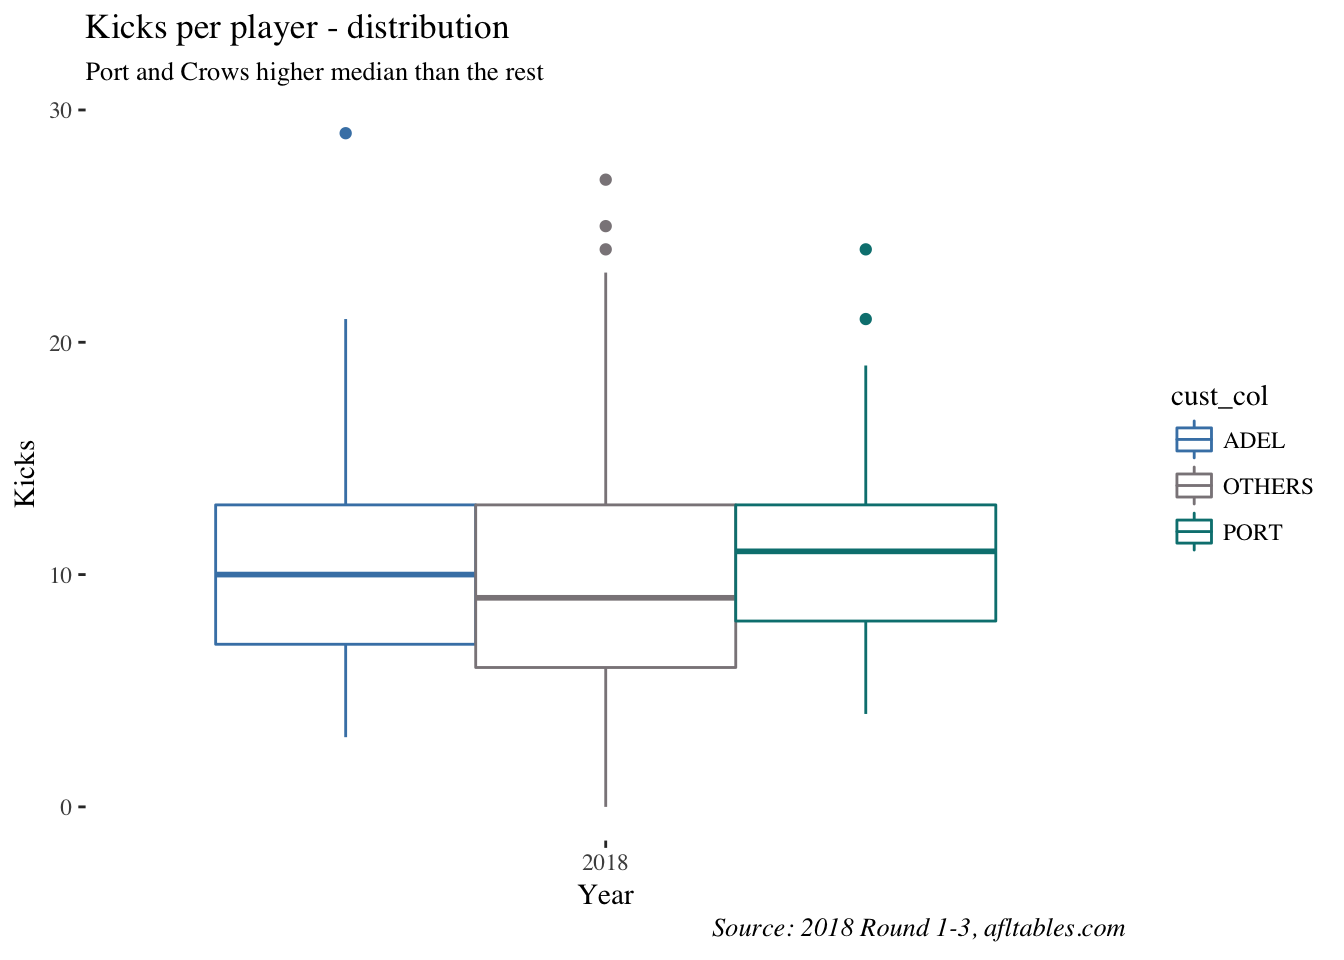 Kicks per player - distribution
Port and Crows higher median than the rest
30
20
10
0
Kicks
2018
Year
cust_col
ADEL
OTHERS
PORT
Source: 2018 Round 1-3, afltables.com